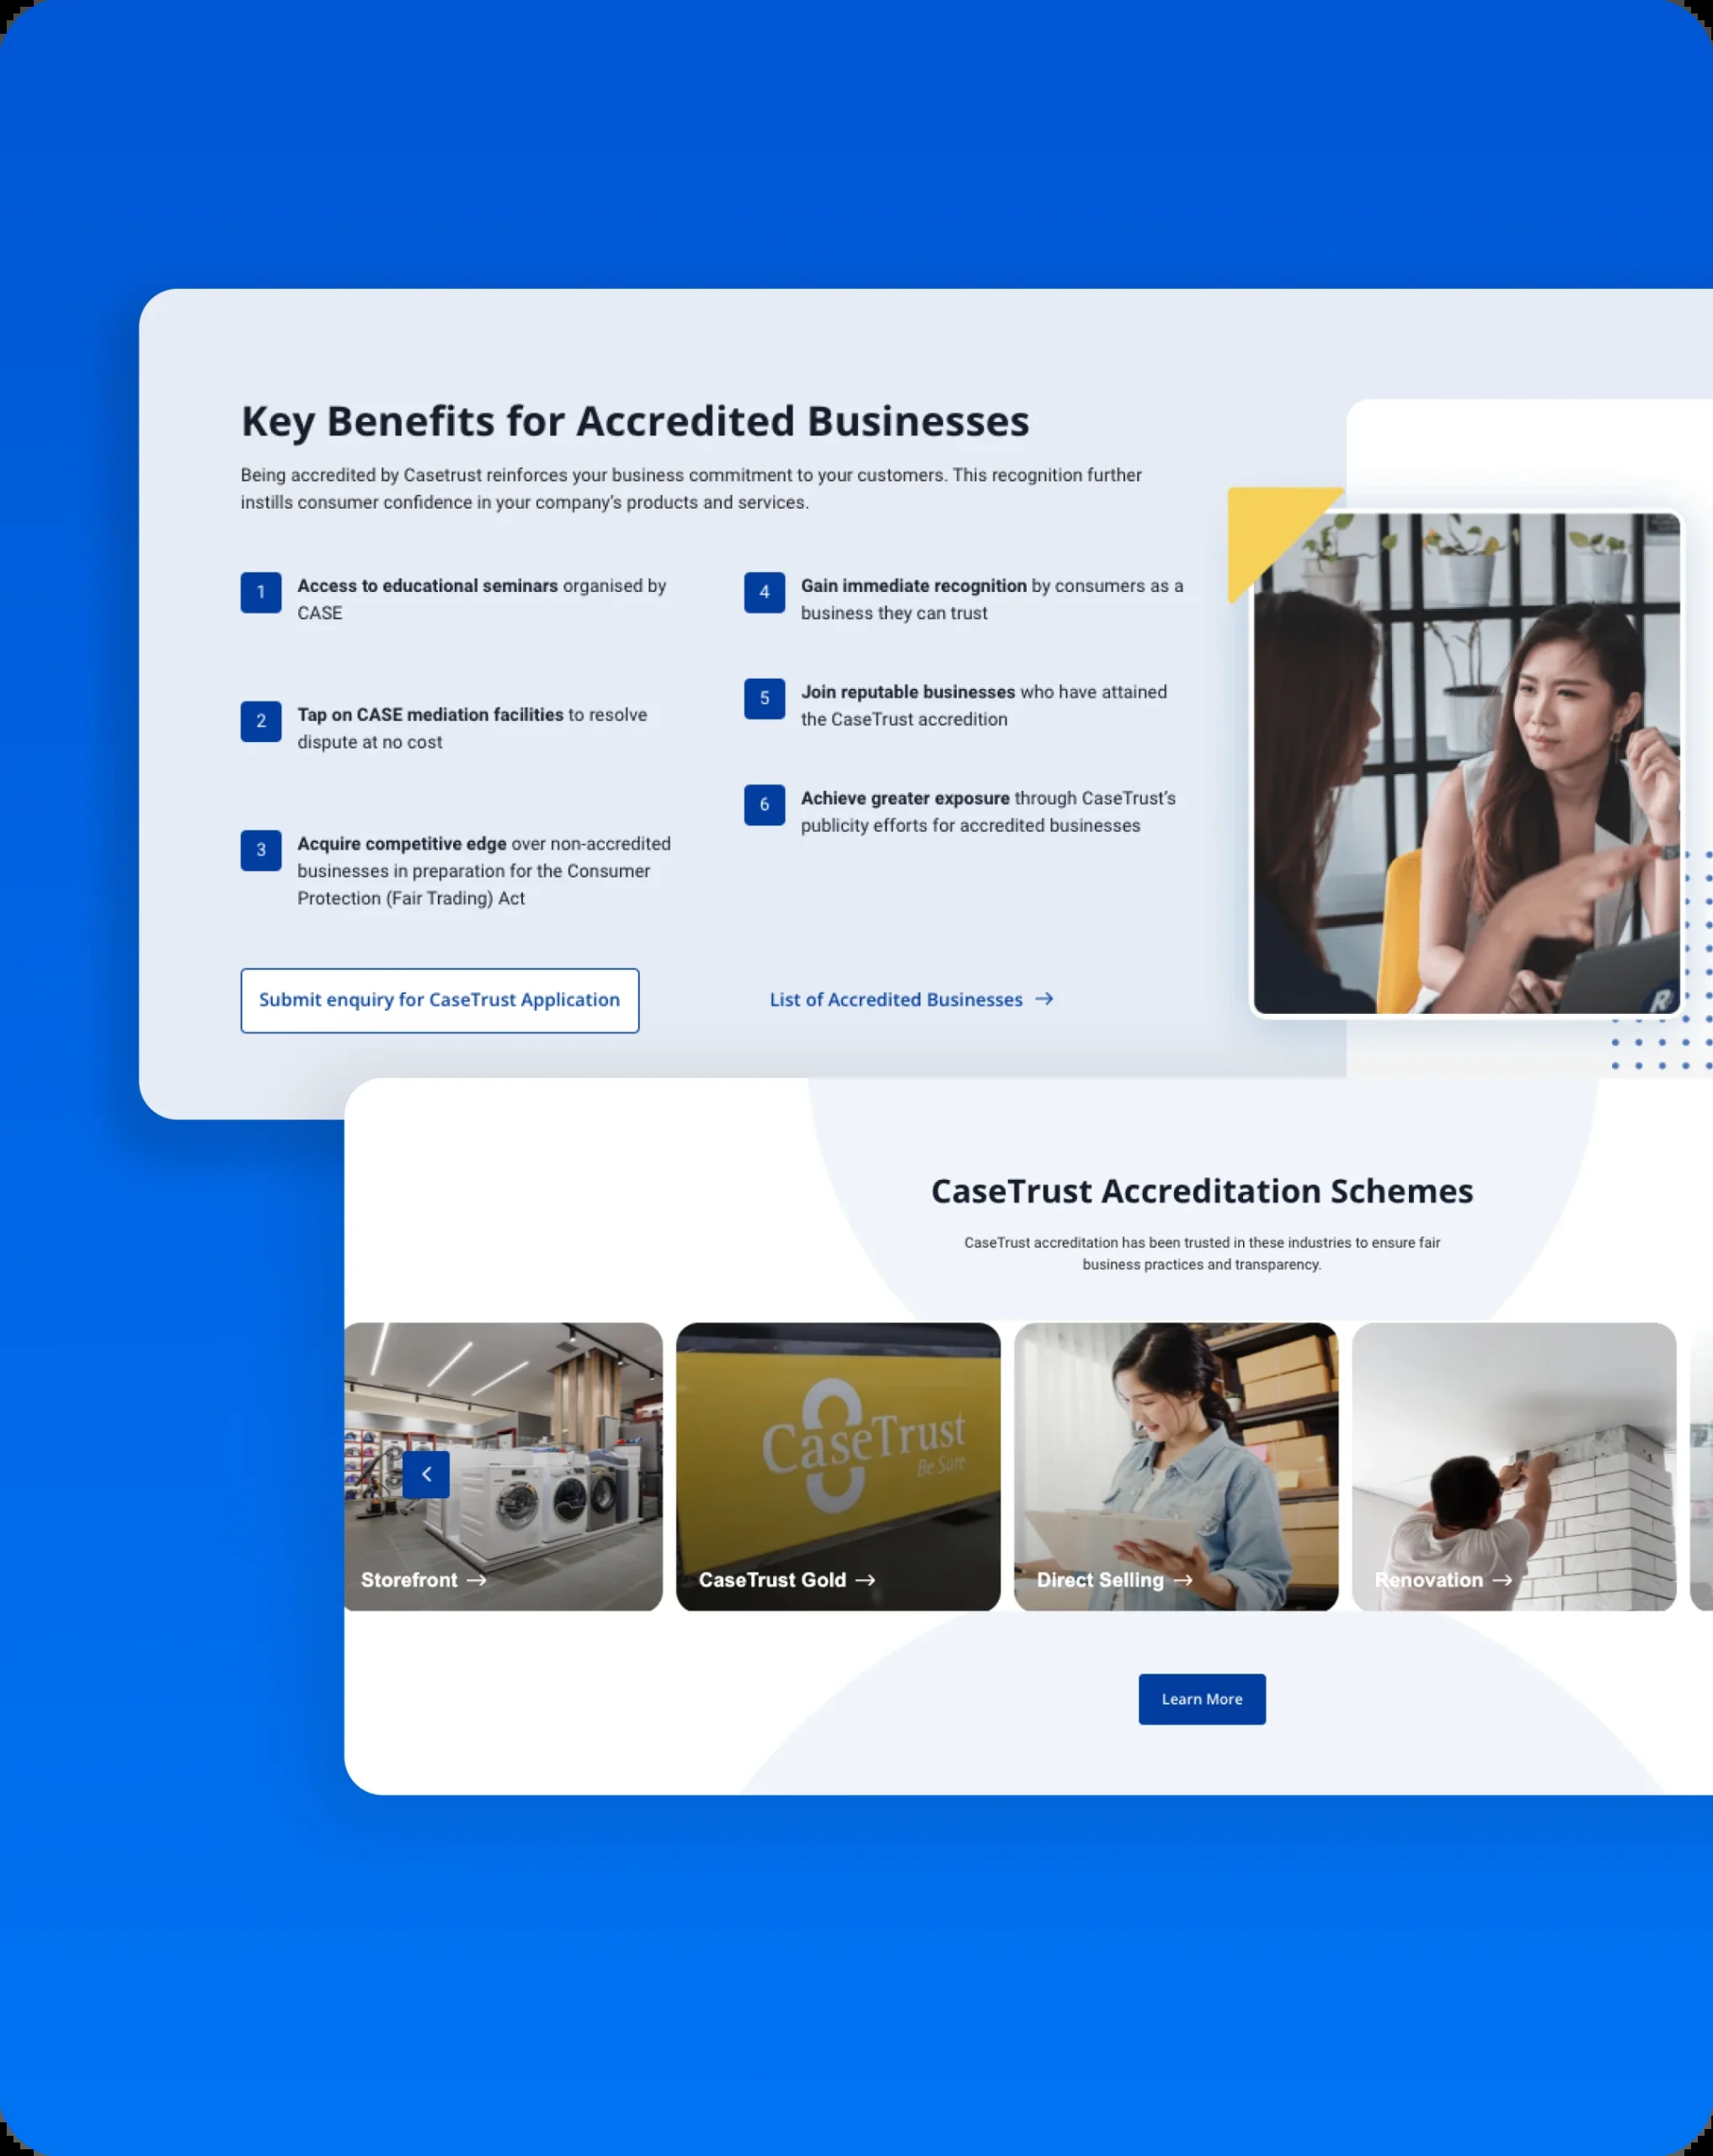 Key Benefits for Accredited Businesses
Being accredited by Casetrust reinforces your business commitment to your customers. This recognition further
instills consumer confidence in your company's products and services.
1
Access to educational seminars organised by
CASE
2
Tap on CASE mediation facilities to resolve
dispute at no cost
3
Acquire competitive edge over non-accredited
businesses in preparation for the Consumer
Protection (Fair Trading) Act
4
Gain immediate recognition by consumers as a
business they can trust
5
Join reputable businesses who have attained
the CaseTrust accredition
6
Achieve greater exposure through CaseTrust's
publicity efforts for accredited businesses
Submit enquiry for CaseTrust Application
List of Accredited Businesses →
R
CaseTrust Accreditation Schemes
CaseTrust accreditation has been trusted in these industries to ensure fair
business practices and transparency.
CaseTrust
Be Sure
Storefront →
CaseTrust Gold →
Direct Selling →
Renovation →
Learn More